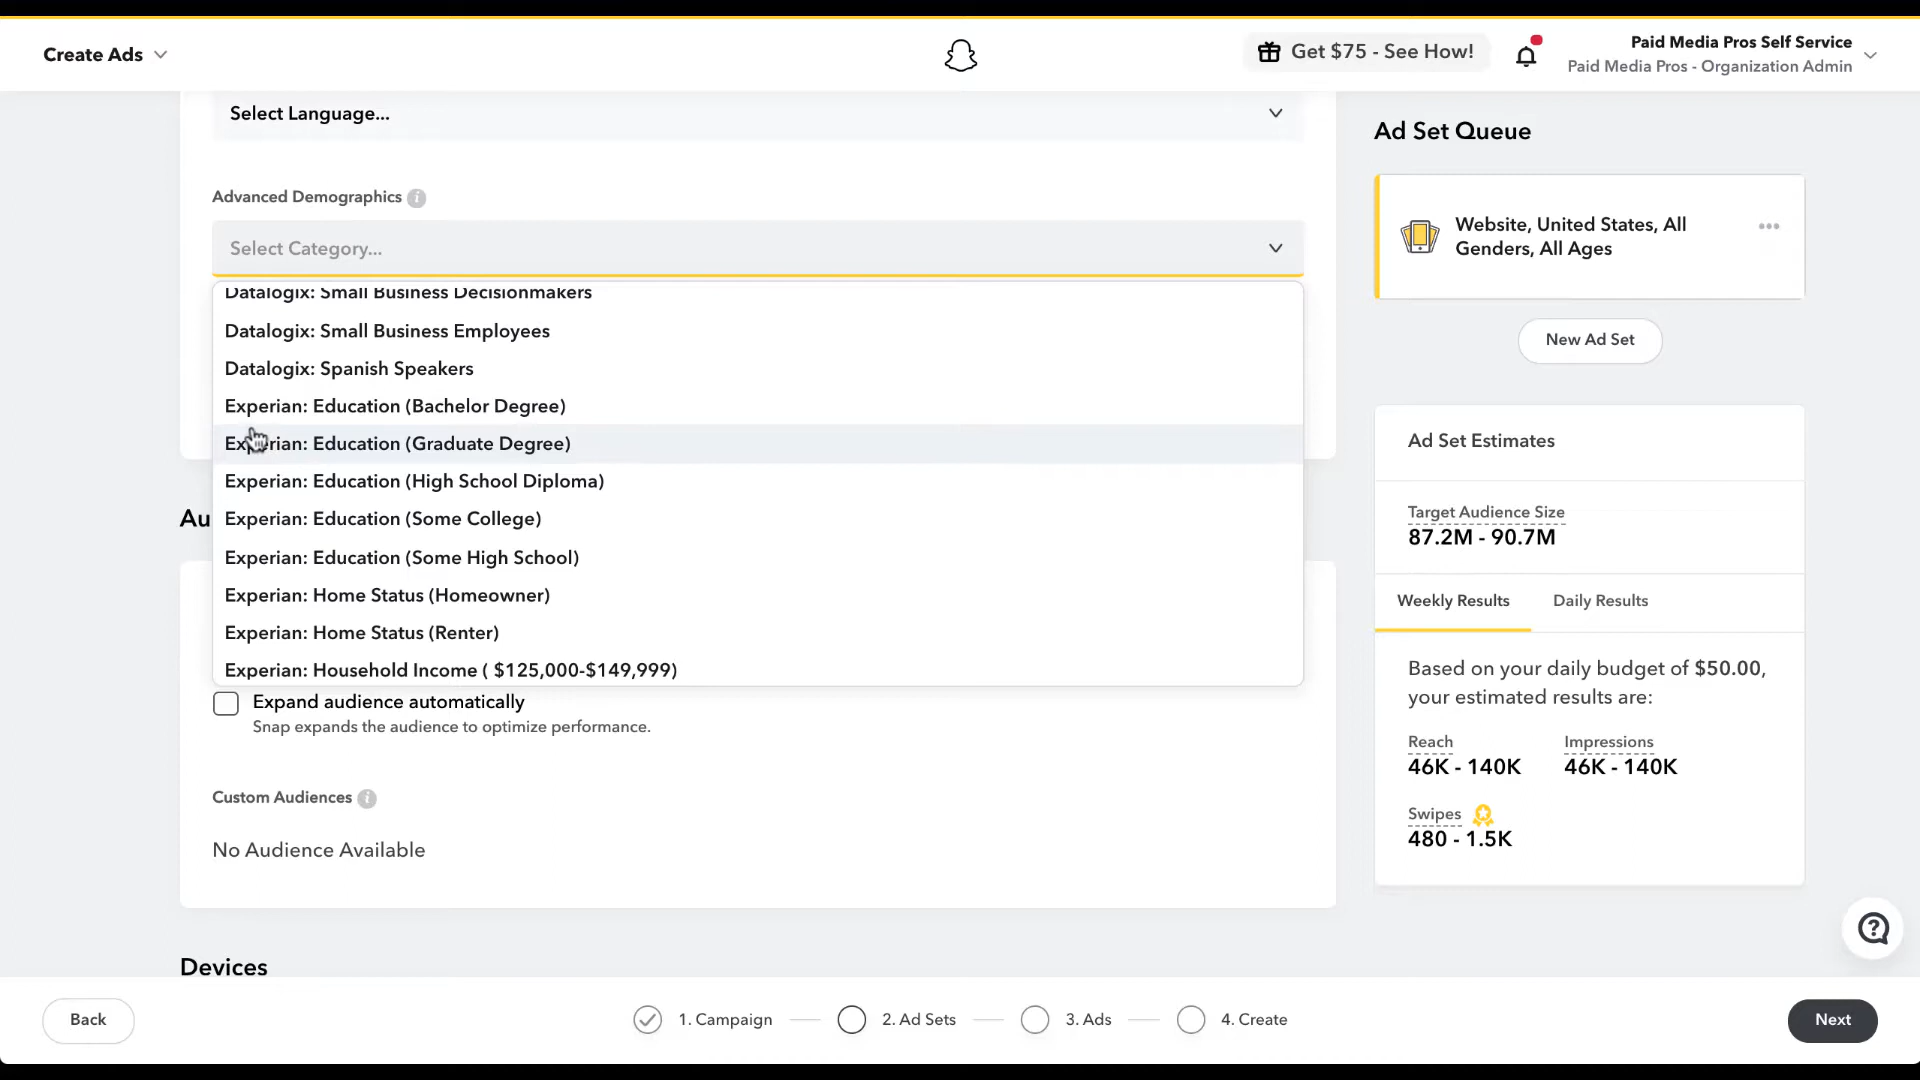 Create Ads
Get $75 - See How!
Paid Media Pros Self Service
Paid Media Pros - Organization Admin
Select Language...
Advanced Demographics
Select Category...
Datalogix: Small Business Decisionmakers
Datalogix: Small Business Employees
Datalogix: Spanish Speakers
Experian: Education (Bachelor Degree)
Experian: Education (Graduate Degree)
Experian: Education (High School Diploma)
Experian: Education (Some College)
Experian: Education (Some High School)
Experian: Home Status (Homeowner)
Experian: Home Status (Renter)
Experian: Household Income ( $125,000-$149,999)
Au
Expand audience automatically
Snap expands the audience to optimize performance.
Custom Audiences
No Audience Available
Devices
Ad Set Queue
Website, United States, All
Genders, All Ages
New Ad Set
Ad Set Estimates
Target Audience Size
87.2M - 90.7M
Weekly Results
Daily Results
Based on your daily budget of $50.00,
your estimated results are:
Reach
46K - 140K
Impressions
46K - 140K
Swipes
480 - 1.5K
Back
1. Campaign
2. Ad Sets
3. Ads
4. Create
Next